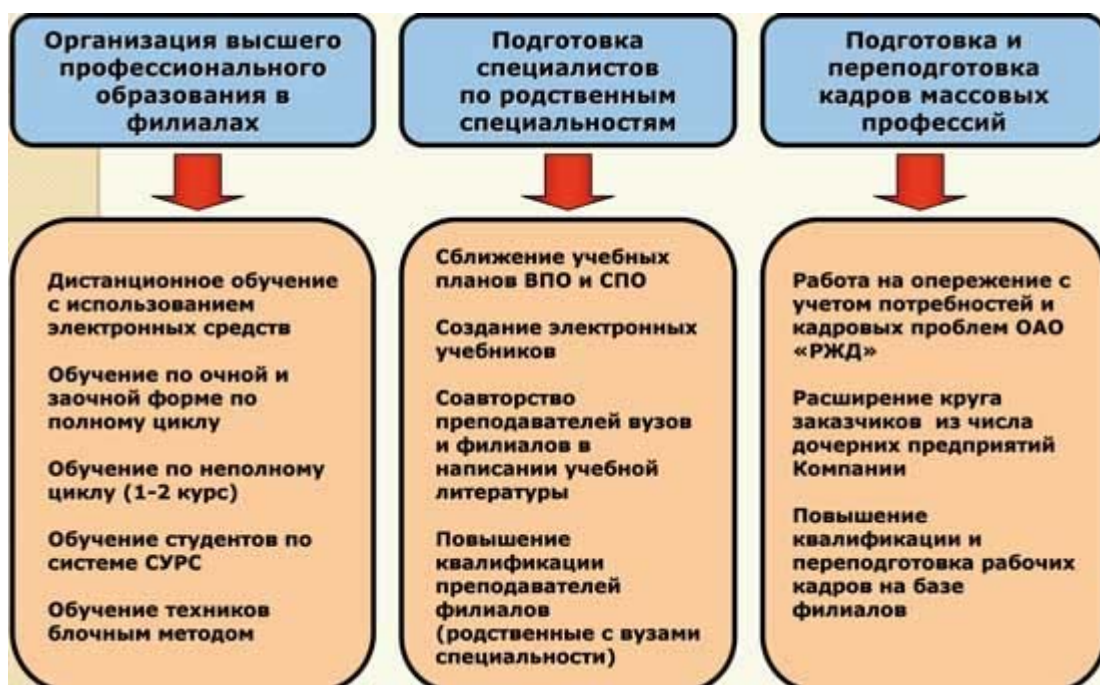 Организация высшего
профессионального
образования в
филиалах
Дистанционное обучение
с использованием
электронных средств
Обучение по очной и
заочной форме по
полному циклу
Обучение по неполному
циклу (1-2 курс)
Обучение студентов по
системе СУРС
Обучение техников
блочным методом
Подготовка
специалистов
по родственным
специальностям
Сближение учебных
планов ВПО и СПО
Создание электронных
учебников
Соавторство
преподавателей вузов
и филиалов в
написании учебной
литературы
Повышение
квалификации
преподавателей
филиалов
(родственные с вузами
специальности)
Подготовка и
переподготовка
кадров массовых
профессий
Работа на опережение с
учетом потребностей и
кадровых проблем ОАО
«РЖД»
Расширение круга
заказчиков из числа
дочерних предприятий
Компании
Повышение
квалификации и
переподготовка рабочих
кадров на базе
филиалов